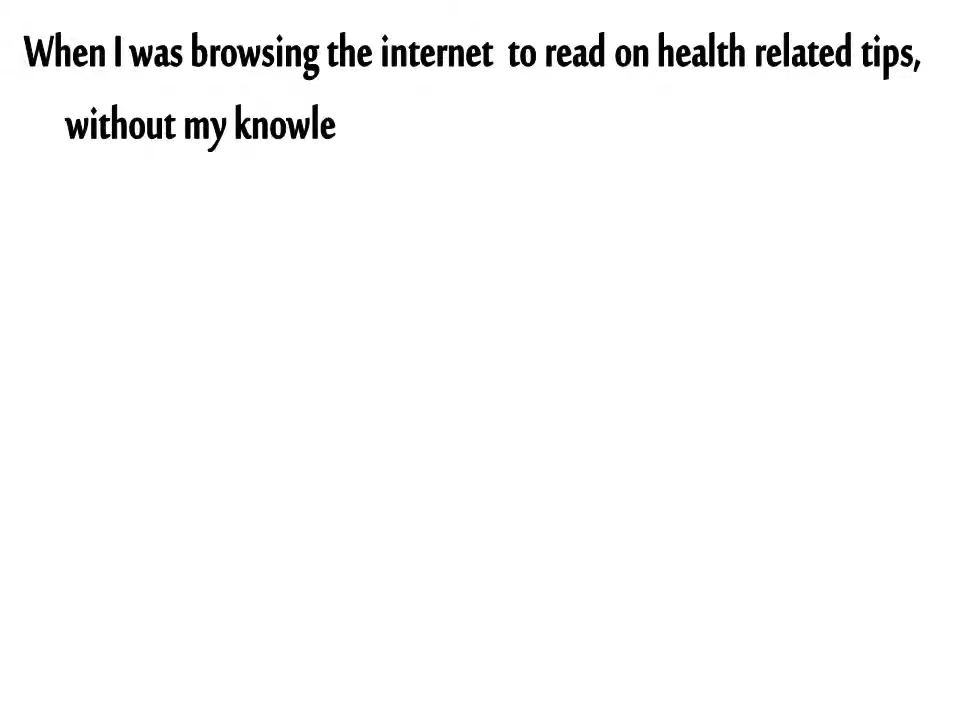 When I was browsing the internet  to read on health related tips,
without my knowle